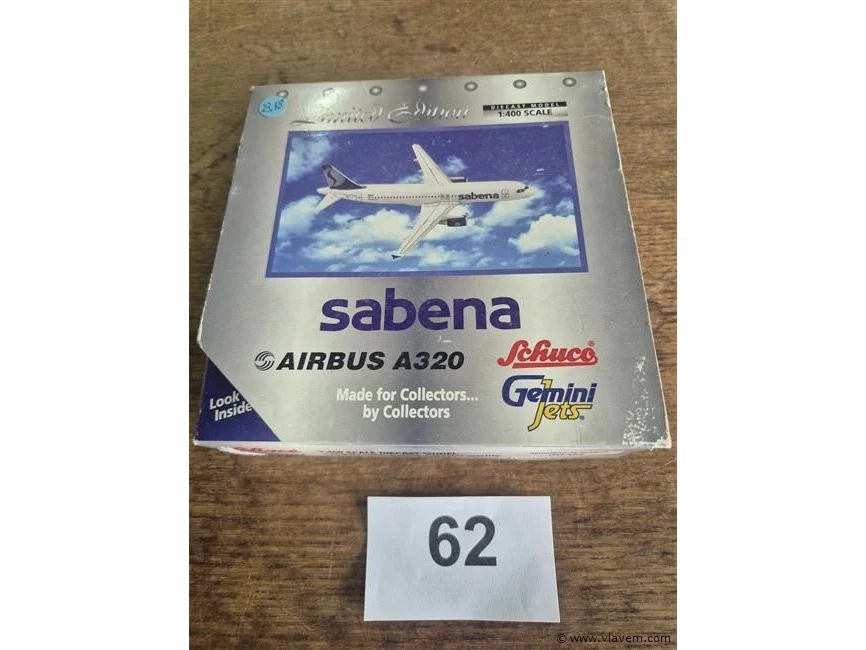 23,18
Limited Edition
DIECAST MODEL
1:400 SCALE
sabena
sabena
AIRBUS A320
Schuco
Gemini
Jets
Made for Collectors...
by Collectors
Look
Inside
62
© www.vlavem.com